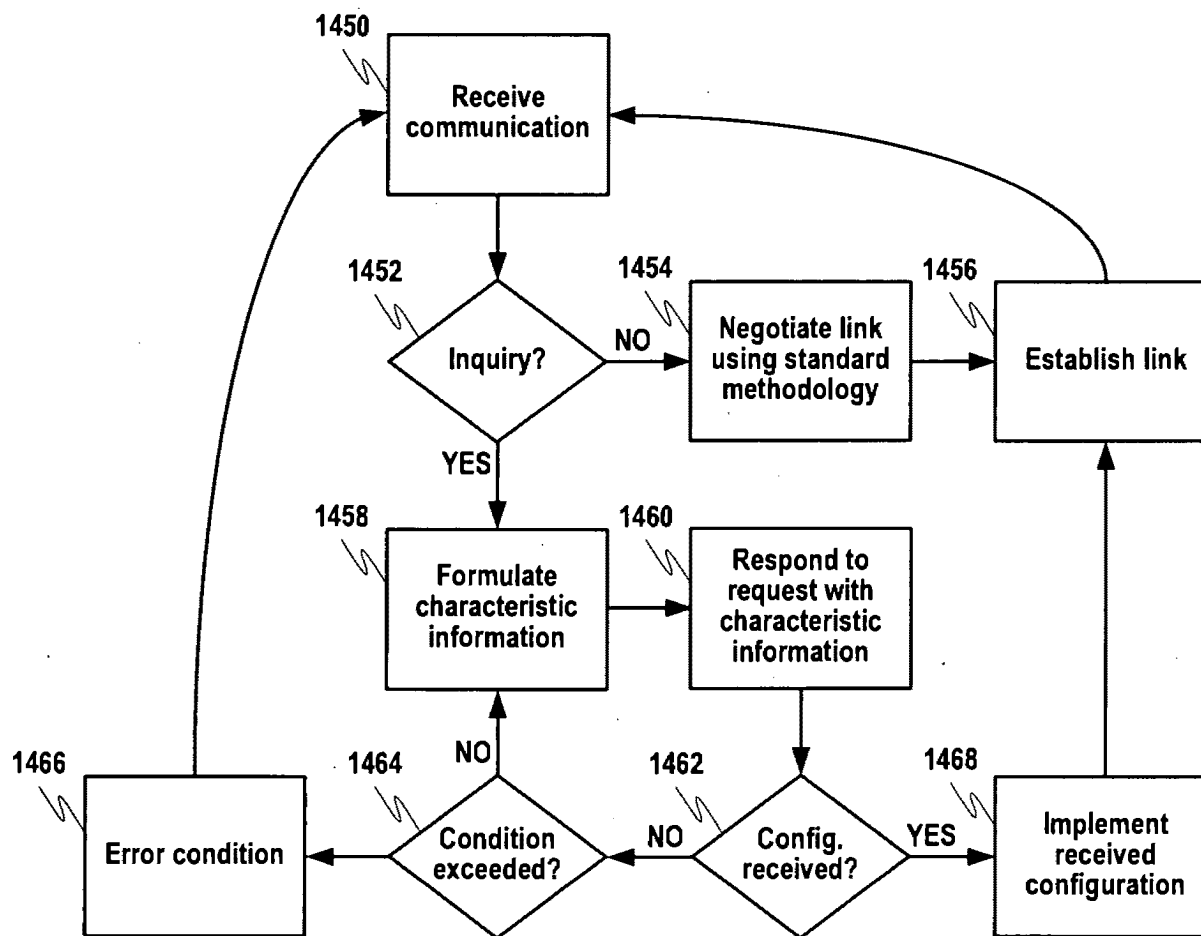 1450
Receive
communication
1452
Inquiry?
NO
1454
Negotiate link
using standard
methodology
1456
Establish link
YES
1458
Formulate
characteristic
information
1460
Respond to
request with
characteristic
information
1466
Error condition
1464
NO
Condition
exceeded?
1462
NO
Config.
received?
YES
1468
Implement
received
configuration